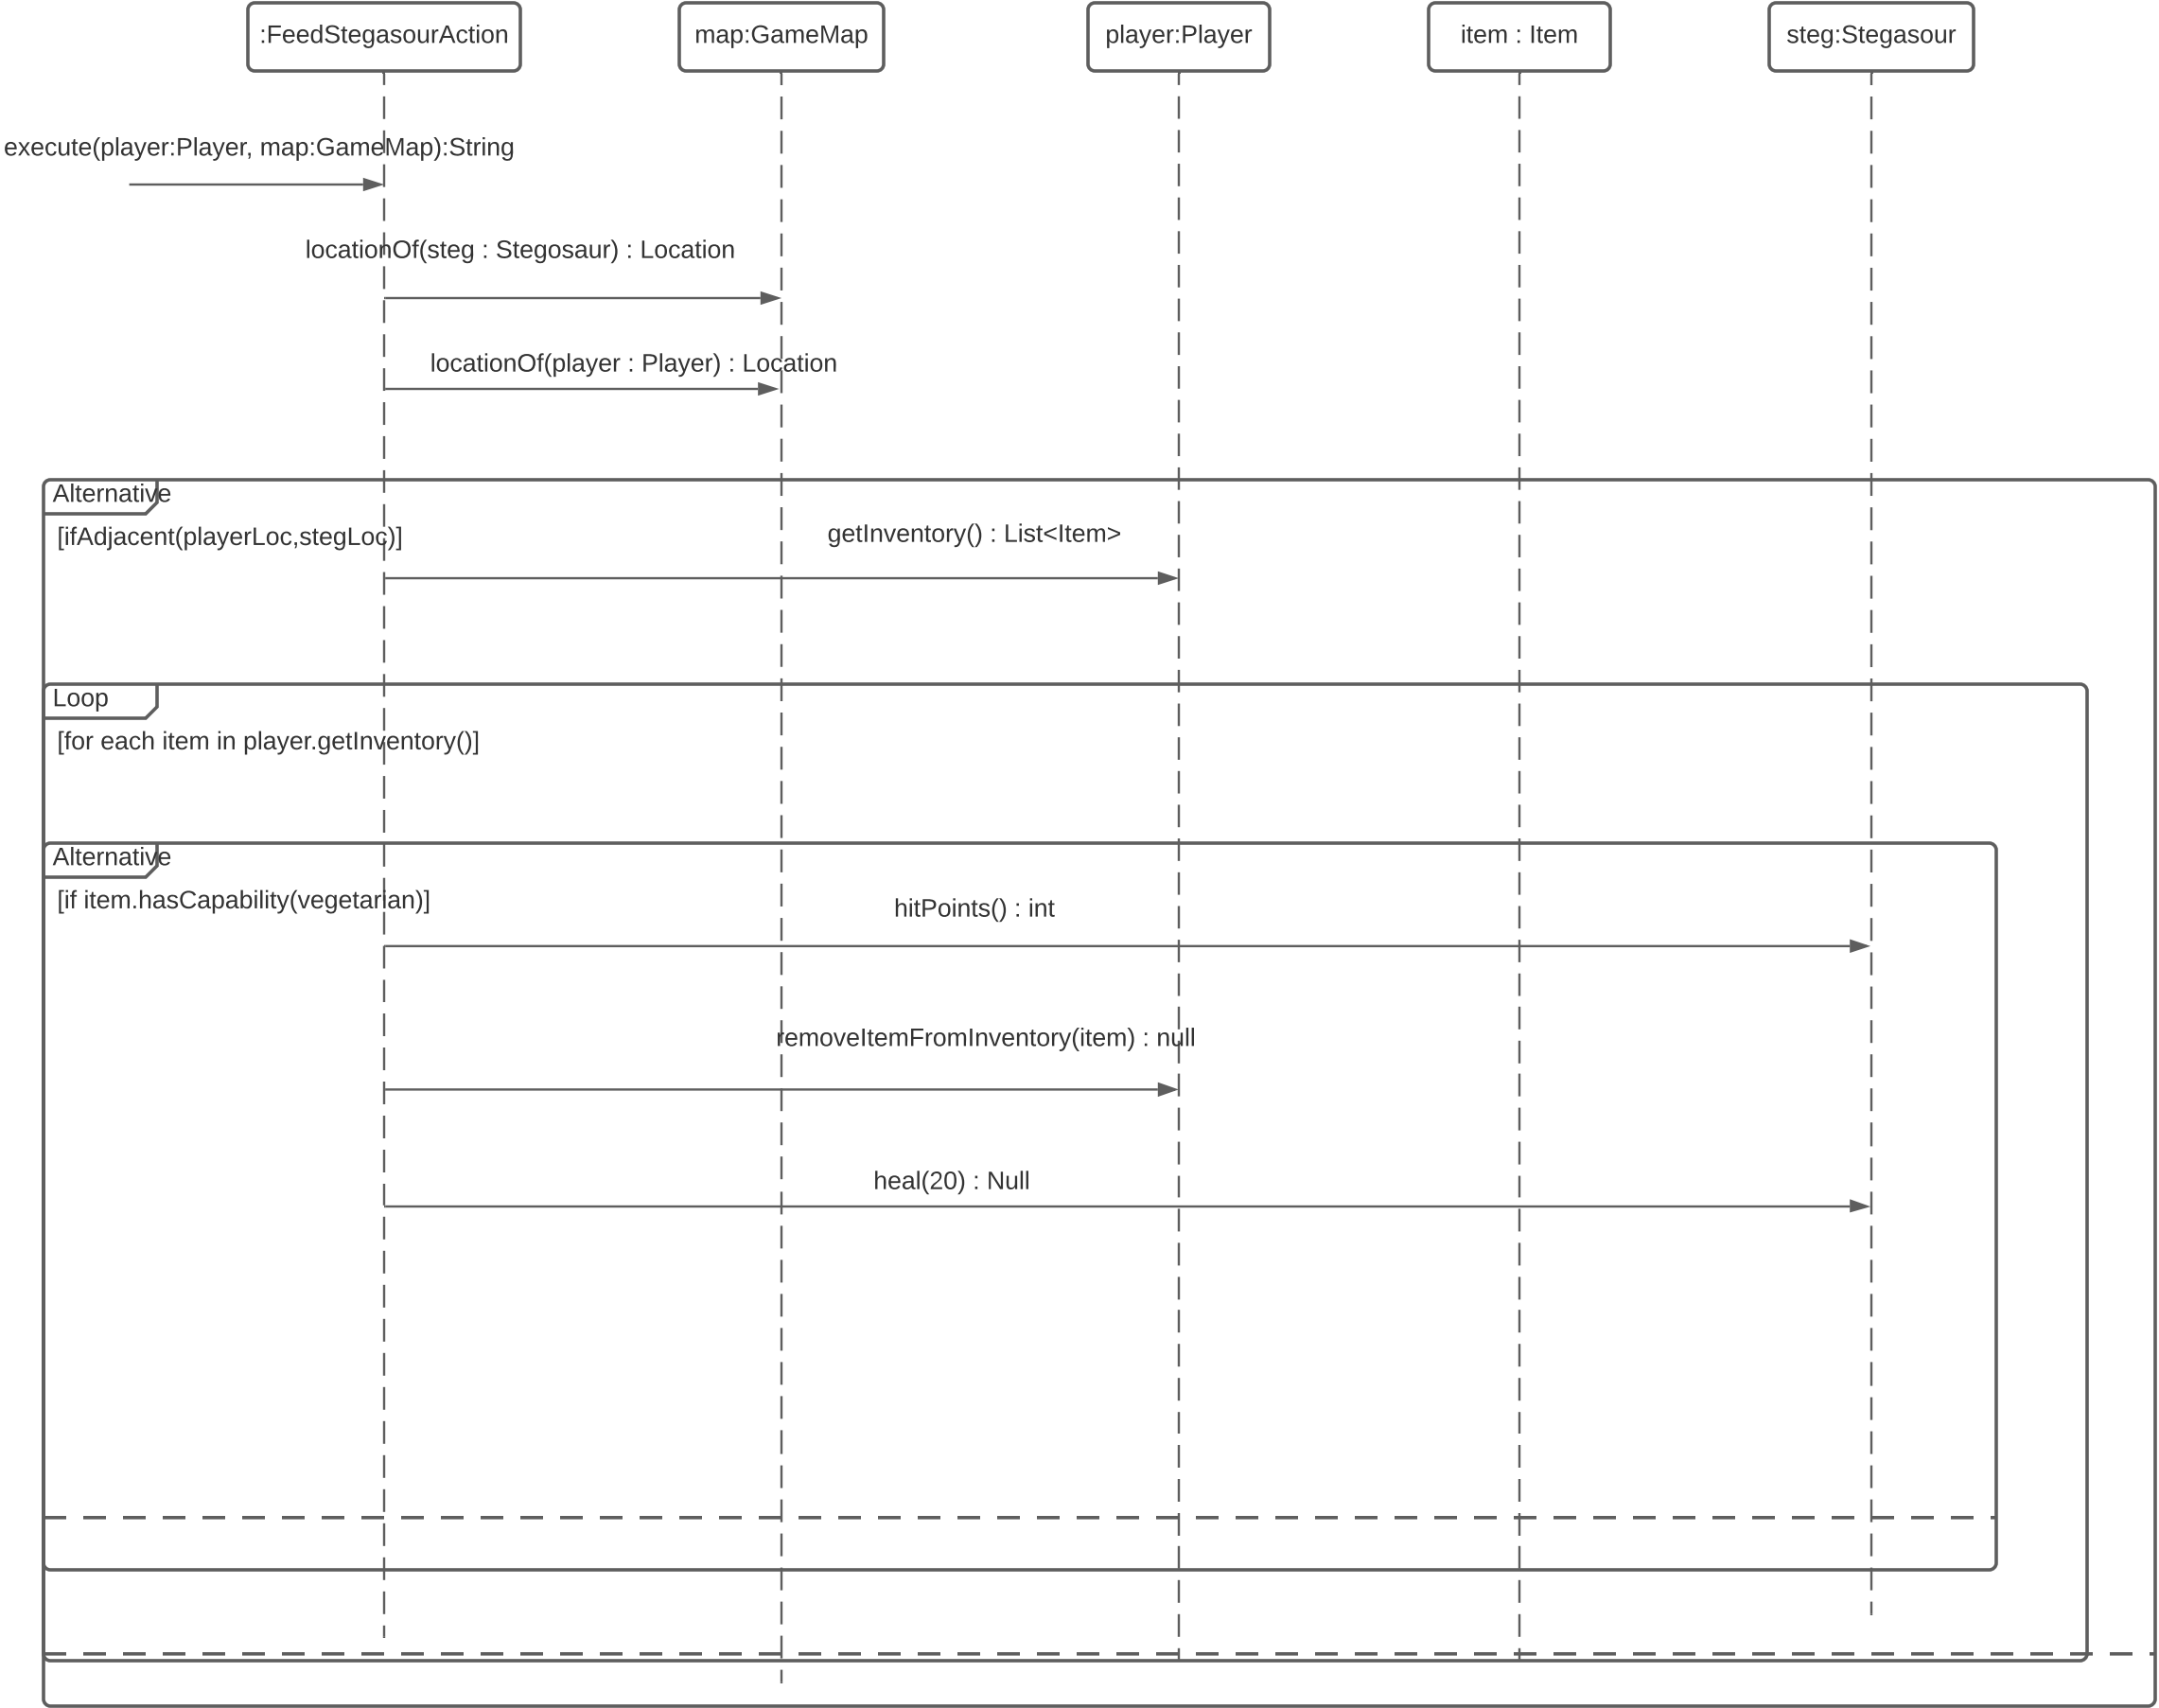 :FeedStegasourAction
map:GameMap
player:Player
item : Item
steg:Stegasour
execute(player:Player, map:GameMap):String
locationOf(steg : Stegosaur) : Location
locationOf(player : Player) : Location
Alternative
[ifAdjacent(playerLoc,stegLoc)]
getInventory() : List<Item>
Loop
[for each item in player.getInventory()]
Alternative
[if item.hasCapability(vegetarian)]
hitPoints() : int
removeItemFromInventory(item) : null
heal(20) : Null